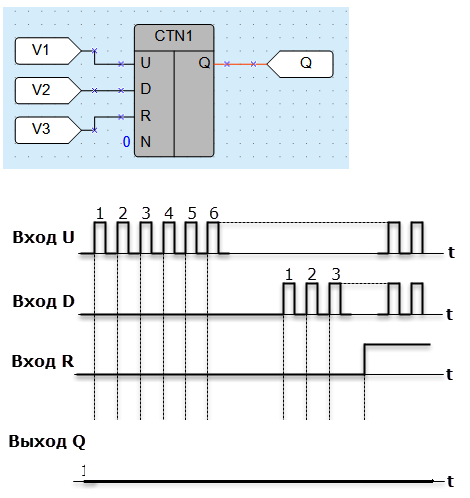 CTN1
V1 U Q Q
V2 D
V3 R
0 N
1 2 3 4 5 6
Вход U t
1 2 3
Вход D t
Вход R t
Выход Q
1 t